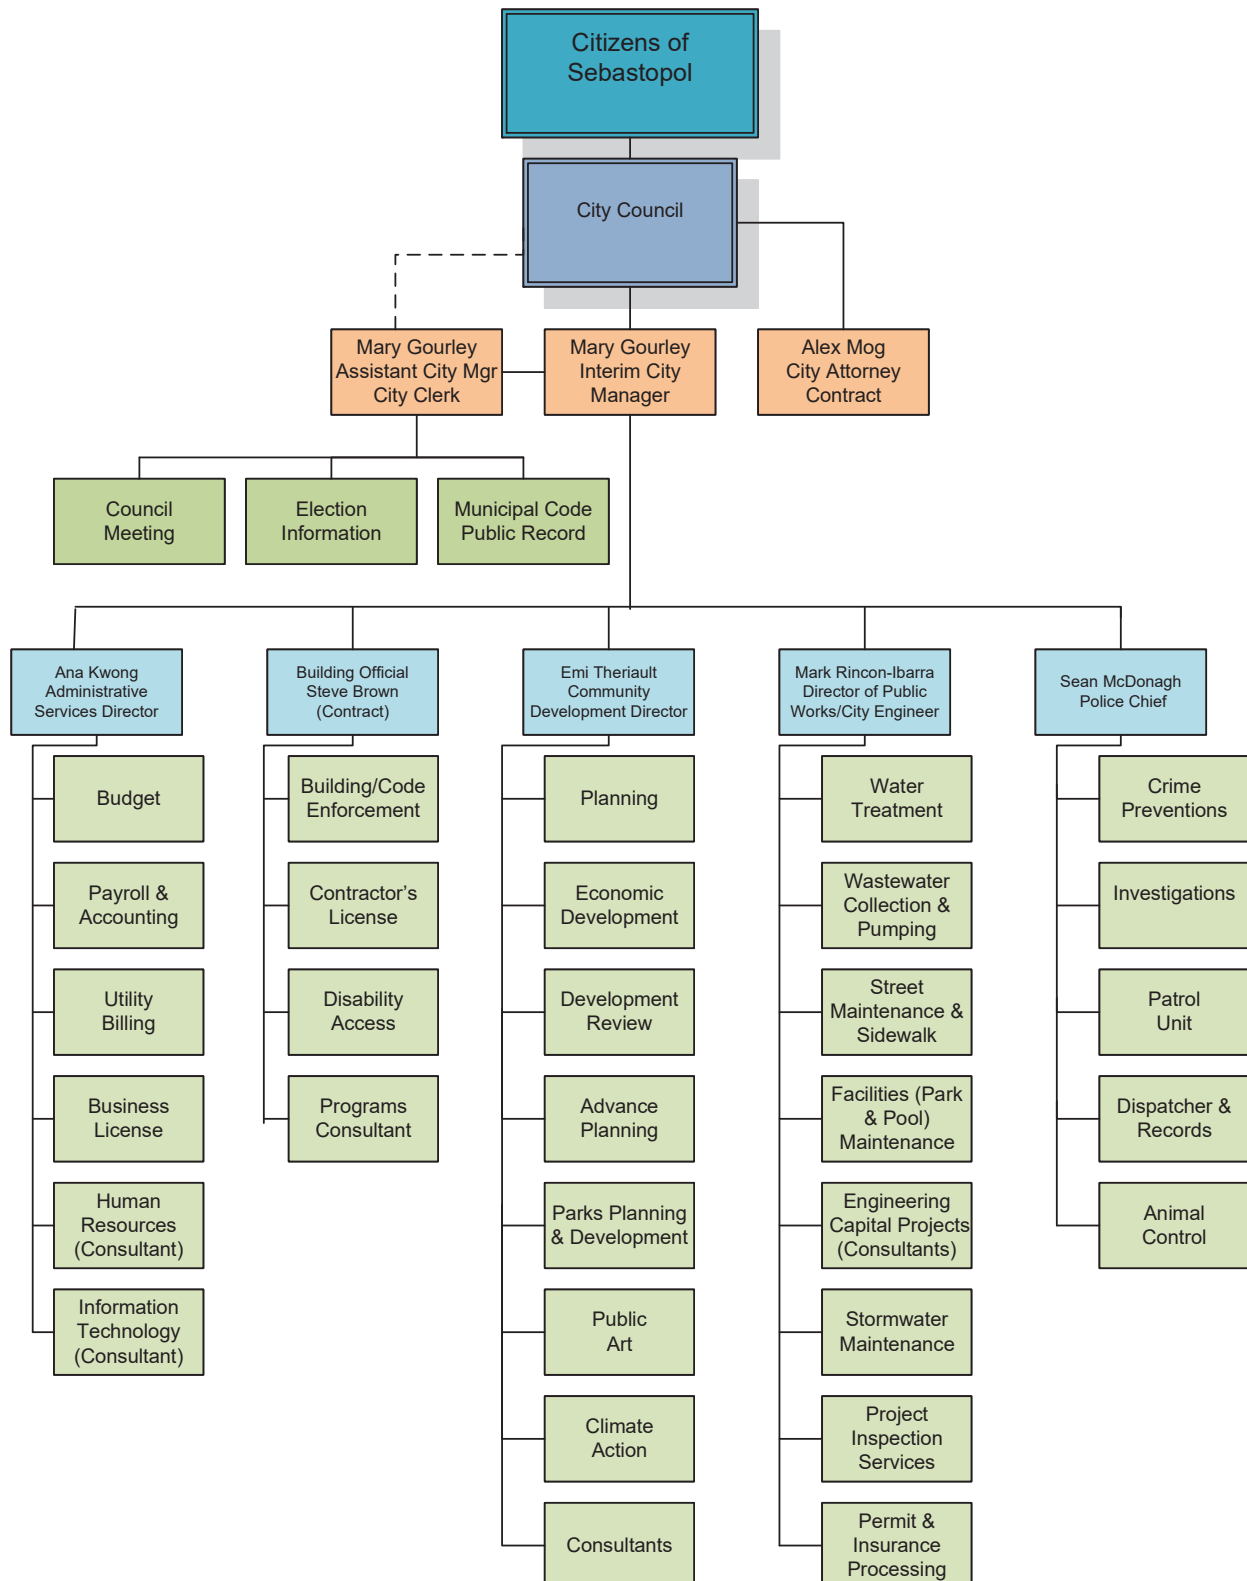 Citizens of
Sebastopol
City Council
Mary Gourley
Assistant City Mgr
City Clerk
Mary Gourley
Interim City
Manager
Alex Mog
City Attorney
Contract
Council
Meeting
Election
Information
Municipal Code
Public Record
Ana Kwong
Administrative
Services Director
Building Official
Steve Brown
(Contract)
Emi Theriault
Community
Development Director
Mark Rincon-Ibarra
Director of Public
Works/City Engineer
Sean McDonagh
Police Chief
Budget
Payroll &
Accounting
Utility
Billing
Business
License
Human
Resources
(Consultant)
Information
Technology
(Consultant)
Building/Code
Enforcement
Contractor’s
License
Disability
Access
Programs
Consultant
Planning
Economic
Development
Development
Review
Advance
Planning
Parks Planning
& Development
Public
Art
Climate
Action
Consultants
Water
Treatment
Wastewater
Collection &
Pumping
Street
Maintenance &
Sidewalk
Facilities (Park
& Pool)
Maintenance
Engineering
Capital Projects
(Consultants)
Stormwater
Maintenance
Project
Inspection
Services
Permit &
Insurance
Processing
Crime
Preventions
Investigations
Patrol
Unit
Dispatcher &
Records
Animal
Control